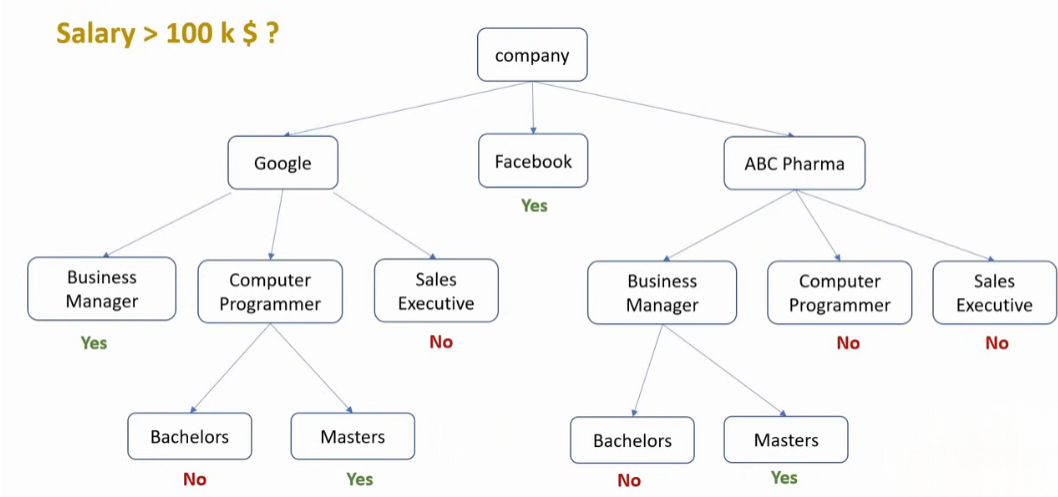 Salary > 100 k $ ?
company
Google
Facebook
ABC Pharma
Yes
Business
Manager
Computer
Programmer
Sales
Executive
Business
Manager
Computer
Programmer
Sales
Executive
Yes
No
No
No
Bachelors
Masters
Bachelors
Masters
No
Yes
No
Yes